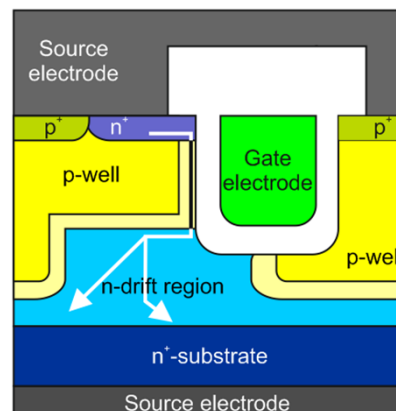 Source
electrode
p+
n+
p+
p-well
Gate
electrode
p-well
n-drift region
n+-substrate
Source electrode